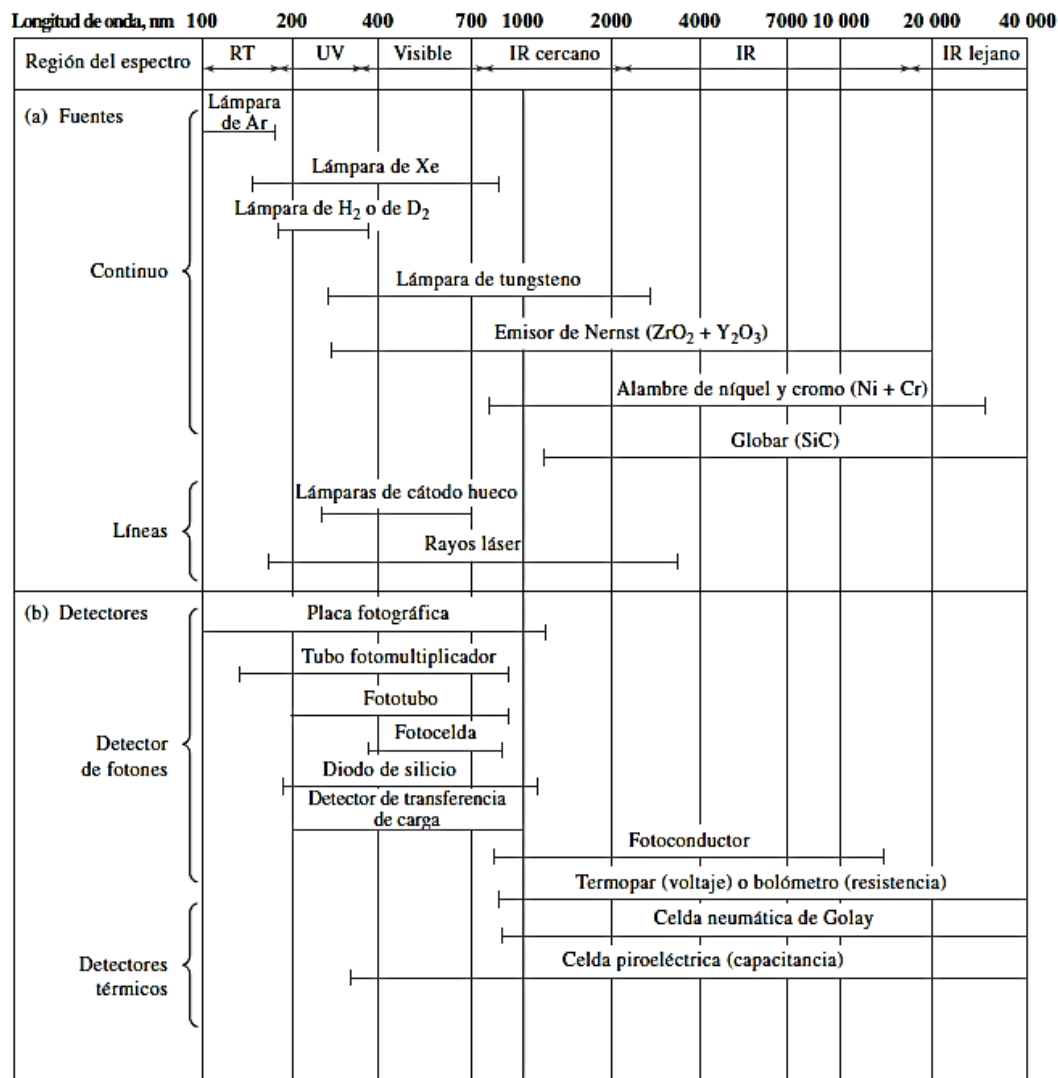 Longitud de onda, nm 100 200 400 700 1000 2000 4000 7000 10 000 20 000 40 000
Región del espectro RT UV Visible IR cercano IR IR lejano
(a) Fuentes
Lámpara
de Ar
Lámpara de Xe
Lámpara de H₂ o de D₂
Continuo
Lámpara de tungsteno
Emisor de Nernst (ZrO₂ + Y₂O₃)
Alambre de níquel y cromo (Ni + Cr)
Globar (SiC)
Lámparas de cátodo hueco
Líneas
Rayos láser
(b) Detectores
Placa fotográfica
Tubo fotomultiplicador
Fototubo
Fotocelda
Detector
de fotones
Diodo de silicio
Detector de transferencia
de carga
Fotoconductor
Termopar (voltaje) o bolómetro (resistencia)
Celda neumática de Golay
Celda piroeléctrica (capacitancia)
Detectores
térmicos